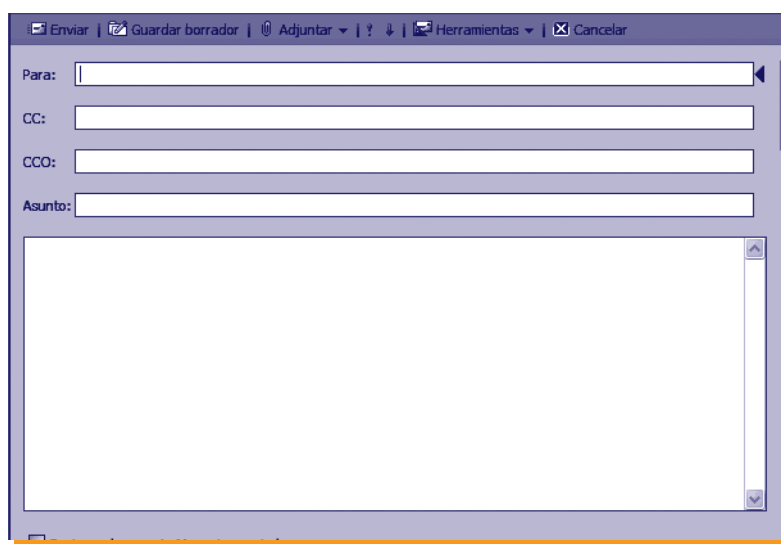 Enviar | Guardar borrador | Adjuntar | ! | Herramientas | Cancelar
Para:
CC:
CCO:
Asunto: